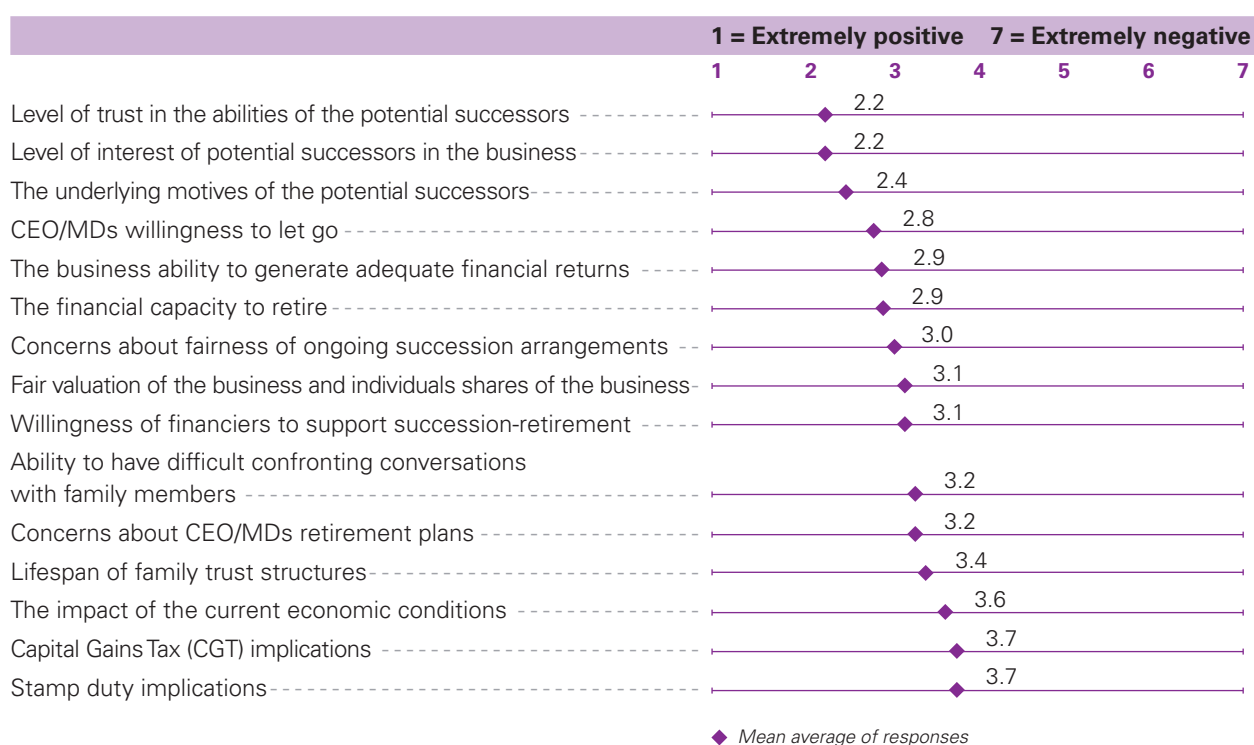 1 = Extremely positive 7 = Extremely negative
1 2 3 4 5 6 7
Level of trust in the abilities of the potential successors 2.2
Level of interest of potential successors in the business 2.2
The underlying motives of the potential successors 2.4
CEO/MDs willingness to let go 2.8
The business ability to generate adequate financial returns 2.9
The financial capacity to retire 2.9
Concerns about fairness of ongoing succession arrangements 3.0
Fair valuation of the business and individuals shares of the business 3.1
Willingness of financiers to support succession-retirement 3.1
Ability to have difficult confronting conversations
with family members 3.2
Concerns about CEO/MDs retirement plans 3.2
Lifespan of family trust structures 3.4
The impact of the current economic conditions 3.6
Capital Gains Tax (CGT) implications 3.7
Stamp duty implications 3.7
Mean average of responses